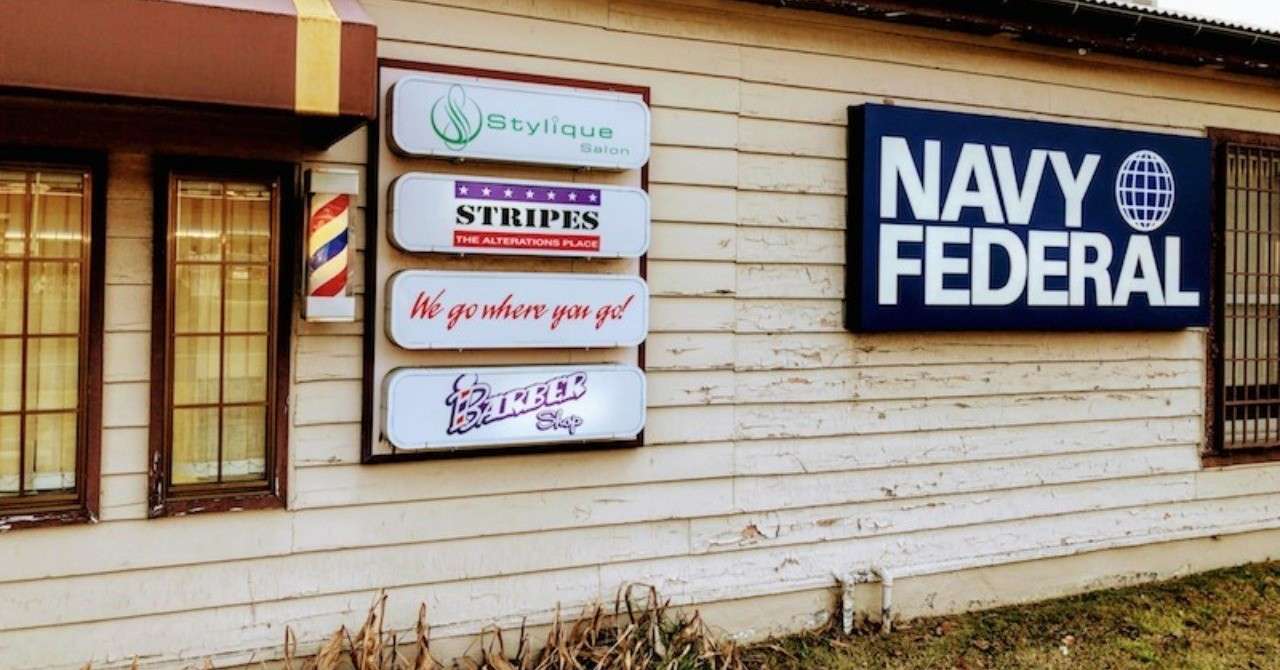 Stylique
Salon
STRIPES
THE ALTERATIONS PLACE
We go where you go!
BARBER
Shop
NAVY
FEDERAL